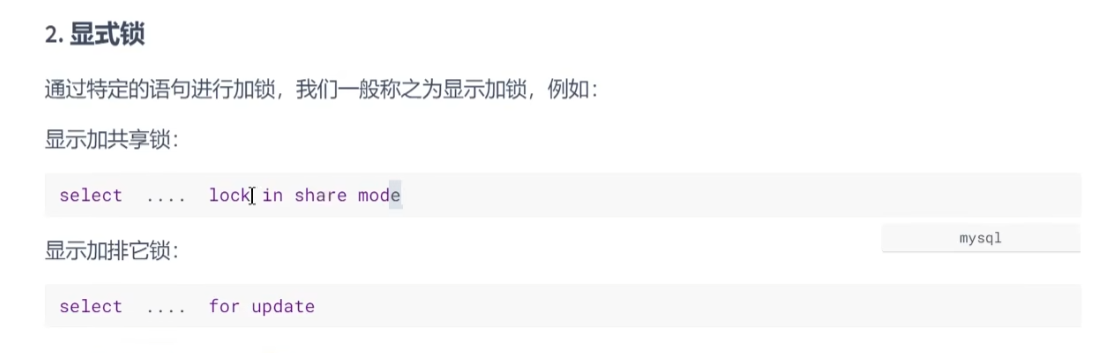 2. 显式锁
通过特定的语句进行加锁，我们一般称之为显示加锁，例如：
显示加共享锁：
select .... lock in share mode
mysql
显示加排它锁：
select .... for update